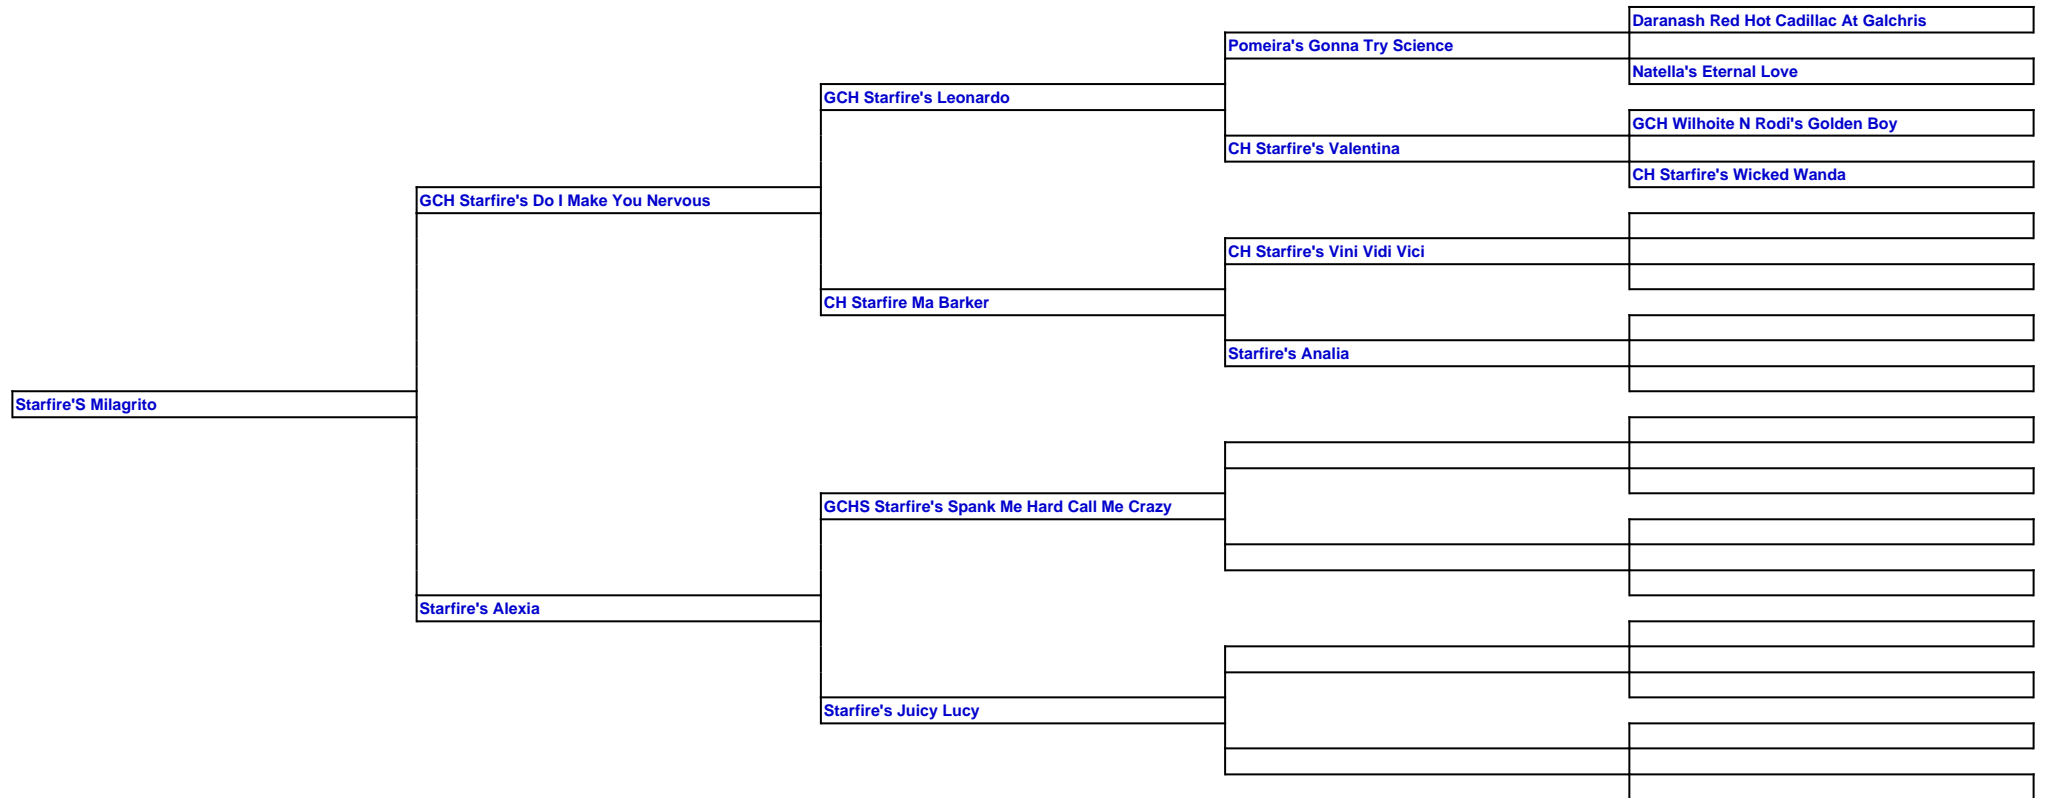 Daranash Red Hot Cadillac At Galchris
Pomeira's Gonna Try Science
Natella's Eternal Love
GCH Starfire's Leonardo
GCH Wilhoite N Rodi's Golden Boy
CH Starfire's Valentina
CH Starfire's Wicked Wanda
GCH Starfire's Do I Make You Nervous
CH Starfire's Vini Vidi Vici
CH Starfire Ma Barker
Starfire's Analia
Starfire'S Milagrito
GCHS Starfire's Spank Me Hard Call Me Crazy
Starfire's Alexia
Starfire's Juicy Lucy